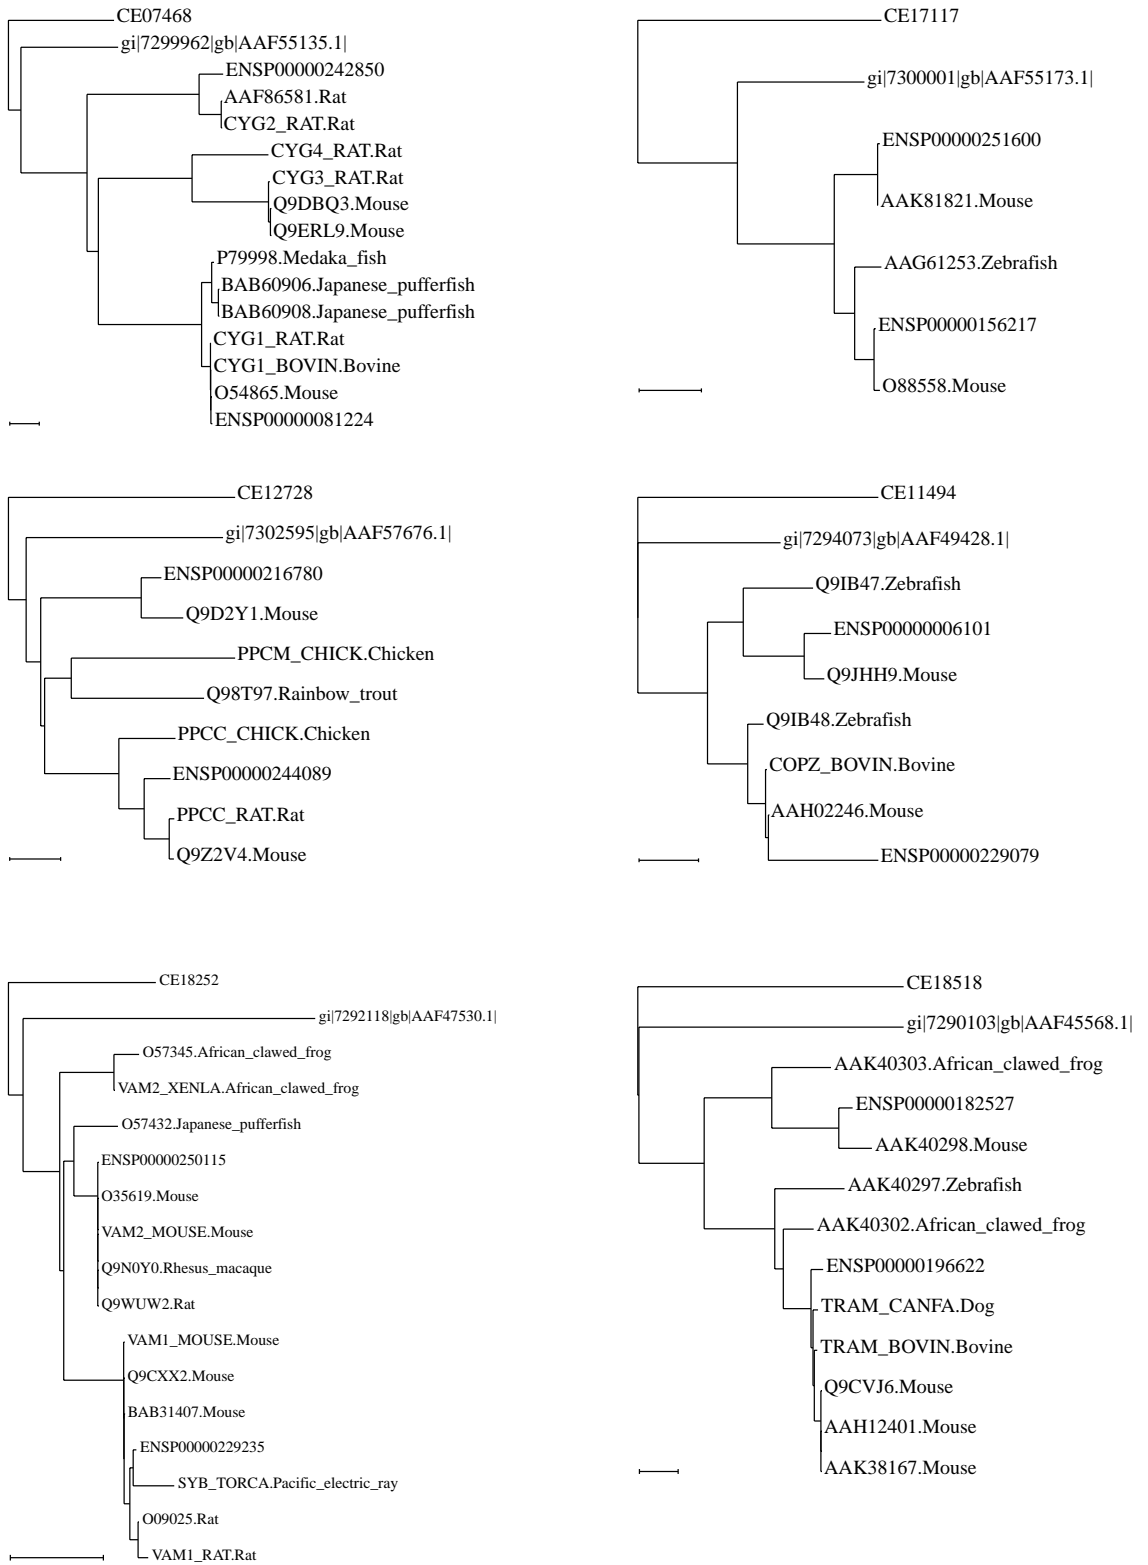 CE07468
gi|7299962|gb|AAF55135.1|
ENSP00000242850
AAF86581.Rat
CYG2_RAT.Rat
CYG4_RAT.Rat
CYG3_RAT.Rat
Q9DBQ3.Mouse
Q9ERL9.Mouse
P79998.Medaka_fish
BAB60906.Japanese_pufferfish
BAB60908.Japanese_pufferfish
CYG1_RAT.Rat
CYG1_BOVIN.Bovine
O54865.Mouse
ENSP00000081224
CE17117
gi|7300001|gb|AAF55173.1|
ENSP00000251600
AAK81821.Mouse
AAG61253.Zebrafish
ENSP00000156217
O88558.Mouse
CE12728
gi|7302595|gb|AAF57676.1|
ENSP00000216780
Q9D2Y1.Mouse
PPCM_CHICK.Chicken
Q98T97.Rainbow_trout
PPCC_CHICK.Chicken
ENSP00000244089
PPCC_RAT.Rat
Q9Z2V4.Mouse
CE11494
gi|7294073|gb|AAF49428.1|
Q9IB47.Zebrafish
ENSP00000006101
Q9JHH9.Mouse
Q9IB48.Zebrafish
COPZ_BOVIN.Bovine
AAH02246.Mouse
ENSP00000229079
CE18252
gi|7292118|gb|AAF47530.1|
O57345.African_clawed_frog
VAM2_XENLA.African_clawed_frog
O57432.Japanese_pufferfish
ENSP00000250115
O35619.Mouse
VAM2_MOUSE.Mouse
Q9N0Y0.Rhesus_macaque
Q9WUW2.Rat
VAM1_MOUSE.Mouse
Q9CXX2.Mouse
BAB31407.Mouse
ENSP00000229235
SYB_TORCA.Pacific_electric_ray
O09025.Rat
VAM1_RAT.Rat
CE18518
gi|7290103|gb|AAF45568.1|
AAK40303.African_clawed_frog
ENSP00000182527
AAK40298.Mouse
AAK40297.Zebrafish
AAK40302.African_clawed_frog
ENSP00000196622
TRAM_CANFA.Dog
TRAM_BOVIN.Bovine
Q9CVJ6.Mouse
AAH12401.Mouse
AAK38167.Mouse